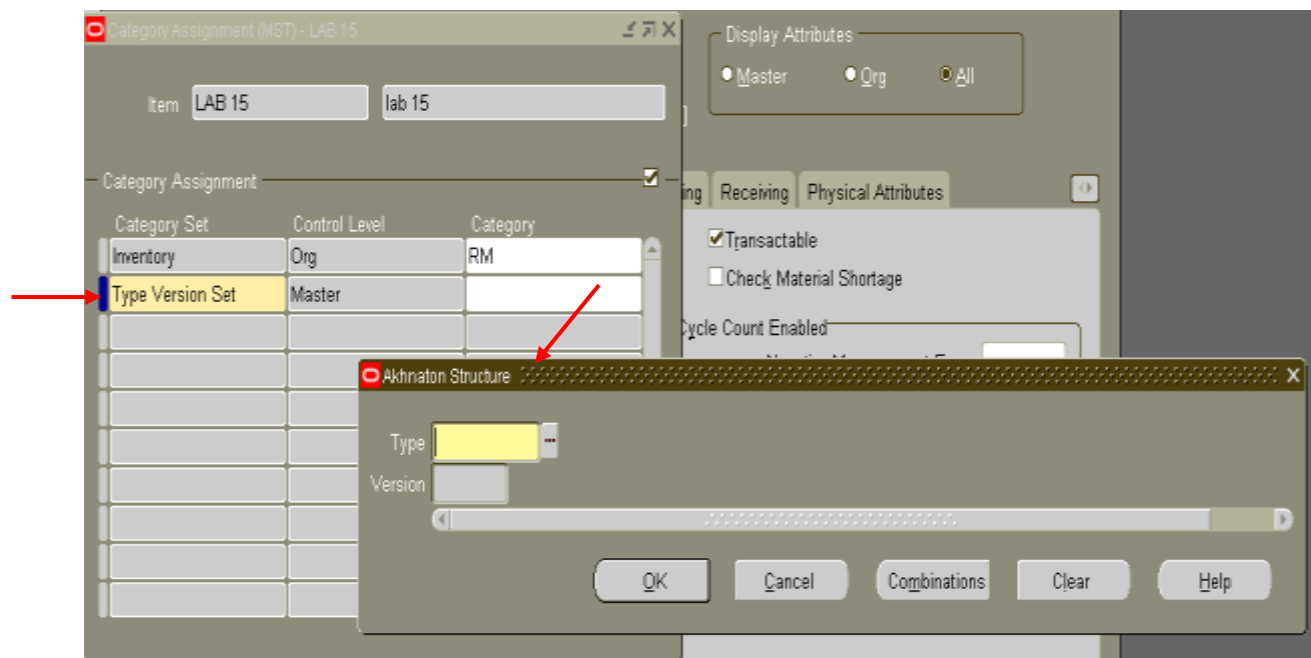 Category Assignment (MST) - LAB 15
Item LAB 15 lab 15
Category Assignment
Category Set Control Level Category
Inventory Org RM
Type Version Set Master
Display Attributes
Master Org All
]
ing Receiving Physical Attributes
Transactable
Check Material Shortage
Cycle Count Enabled
Akhnaton Structure
Type
Version
OK Cancel Combinations Clear Help